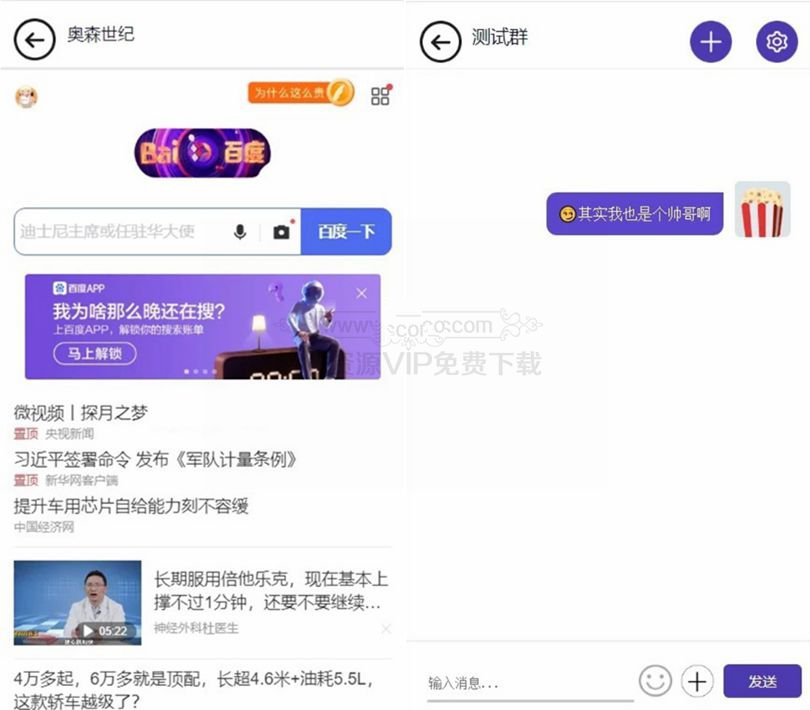 奥森世纪
为什么这么贵
Bai 百度
迪士尼主席或任驻华大使
百度一下
百度APP
我为啥那么晚还在搜?
上百度APP，解锁你的搜索账单
马上解锁
微视频丨探月之梦
置顶 央视新闻
习近平签署命令 发布《军队计量条例》
置顶 新华网客户端
提升车用芯片自给能力刻不容缓
中国经济网
长期服用倍他乐克，现在基本上
撑不过1分钟，还要不要继续...
05:22
神经外科杜医生
4万多起，6万多就是顶配，长超4.6米+油耗5.5L，
这款轿车越级了?
测试群
其实我也是个帅哥啊
资源VIP免费下载
输入消息...
发送